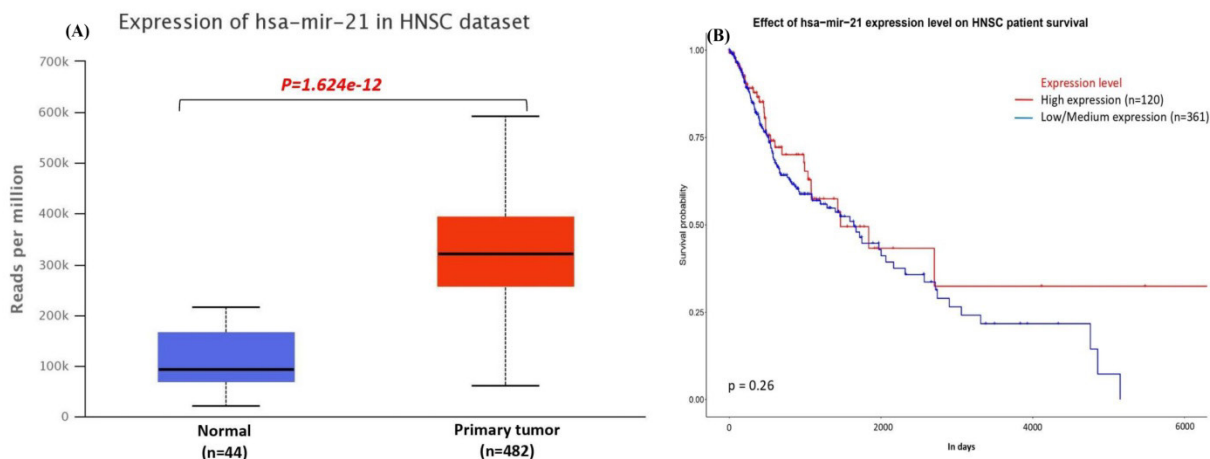 (A)
Expression of hsa-mir-21 in HNSC dataset
P=1.624e-12
Reads per million
700k
600k
500k
400k
300k
200k
100k
0
Normal
(n=44)
Primary tumor
(n=482)
(B)
Effect of hsa−mir−21 expression level on HNSC patient survival
Expression level
High expression (n=120)
Low/Medium expression (n=361)
Survival probability
1.00
0.75
0.50
0.25
0.00
p = 0.26
0
2000
4000
6000
In days